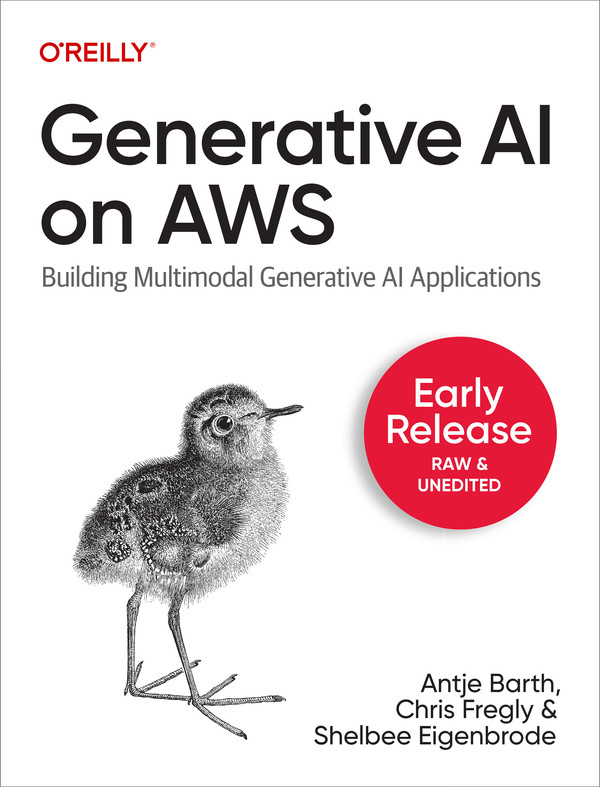 O'REILLY®
Generative AI
on AWS
Building Multimodal Generative AI Applications
Early
Release
RAW &
UNEDITED
Antje Barth,
Chris Fregly &
Shelbee Eigenbrode